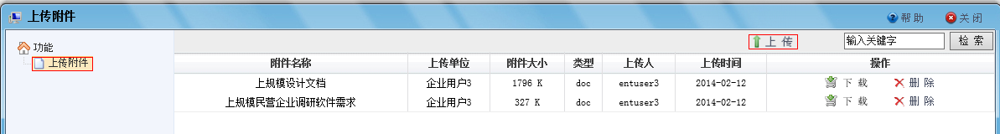 上传附件 帮助 关闭
功能 上传 输入关键字 检索
上传附件
附件名称 上传单位 附件大小 类型 上传人 上传时间 操作
上规模设计文档 企业用户3 1796 K doc entuser3 2014-02-12 下载 删除
上规模民营企业调研软件需求 企业用户3 327 K doc entuser3 2014-02-12 下载 删除